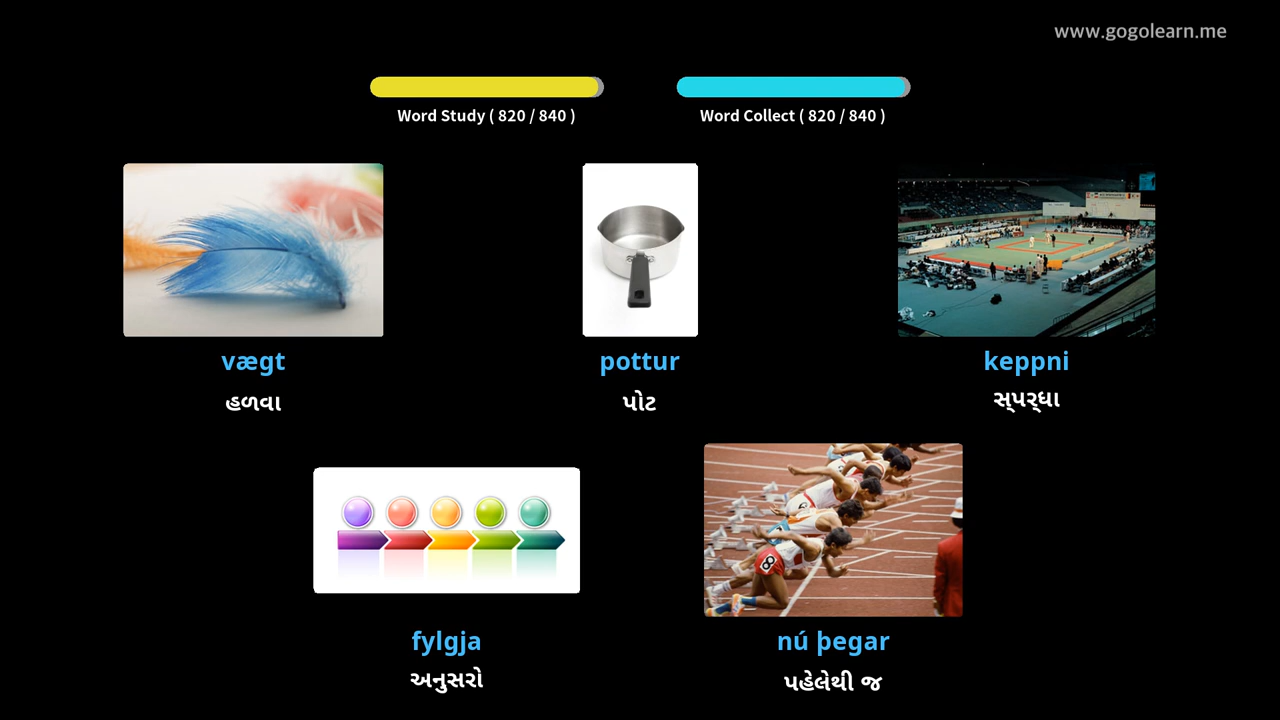 www.gogolearn.me
Word Study ( 820 / 840 )
Word Collect ( 820 / 840 )
vægt
pottur
keppni
હળવા
પોટ
સ્પર્ધા
fylgja
nú þegar
અનુસરો
પહેલેથી જ